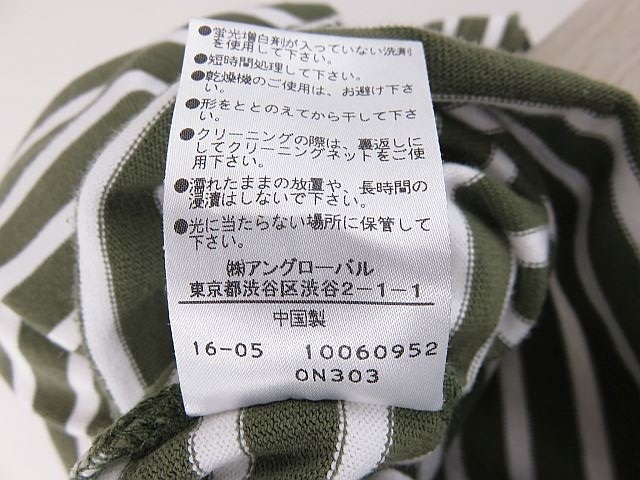 ●蛍光増白剤が入っていない洗剤
を使用して下さい。
●短時間処理して下さい。
●乾燥機のご使用は、お避け下さ
い。
●形をととのえてから干して下さ
い。
●クリーニングの際は、裏返しに
してクリーニングネットをご使
用下さい。
●濡れたままの放置や、長時間の
浸漬はしないで下さい。
●光に当たらない場所に保管して
下さい。
㈱アングローバル
東京都渋谷区渋谷2-1-1
中国製
16-05 10060952
0N303